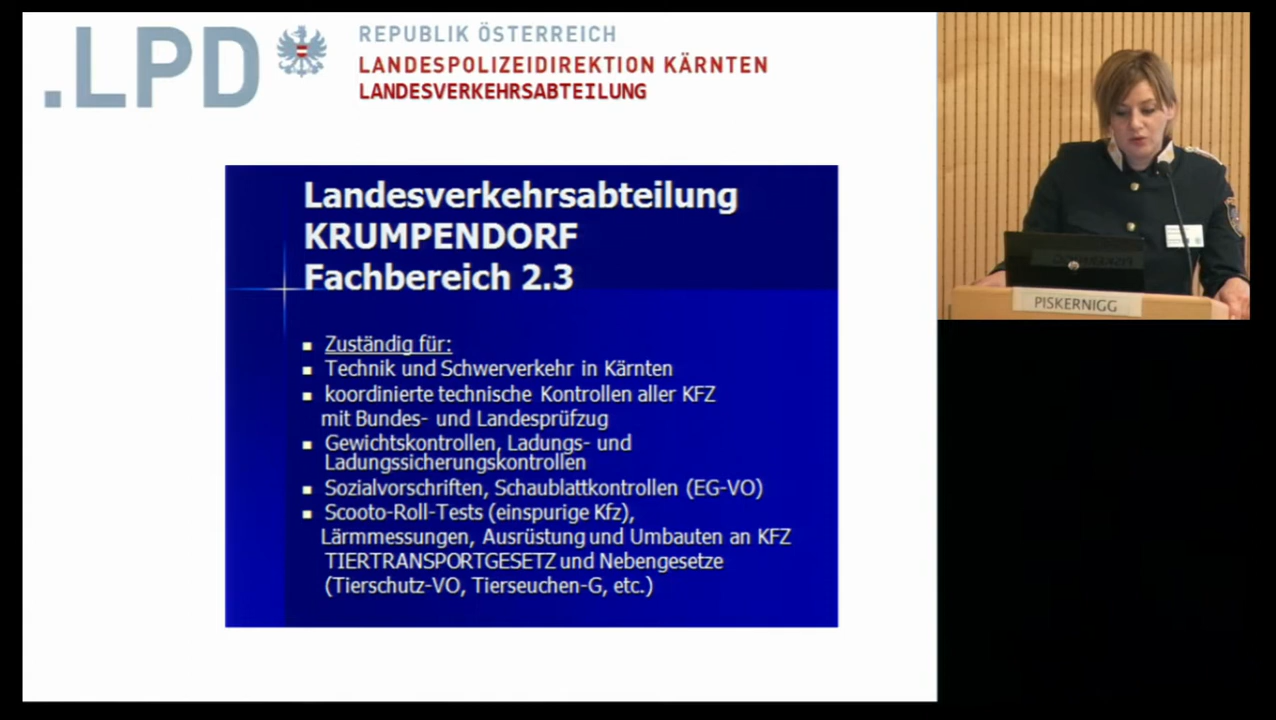 .LPD
REPUBLIK ÖSTERREICH
LANDESPOLIZEIDIREKTION KÄRNTEN
LANDESVERKEHRSABTEILUNG
Landesverkehrsabteilung
KRUMPENDORF
Fachbereich 2.3
Zuständig für:
Technik und Schwerverkehr in Kärnten
koordinierte technische Kontrollen aller KFZ
mit Bundes- und Landesprüfzug
Gewichtskontrollen, Ladungs- und
Ladungssicherungskontrollen
Sozialvorschriften, Schaublattkontrollen (EG-VO)
Scooto-Roll-Tests (einspurige Kfz),
Lärmmessungen, Ausrüstung und Umbauten an KFZ
TIERTRANSPORTGESETZ und Nebengesetze
(Tierschutz-VO, Tierseuchen-G, etc.)
PISKERNIGG